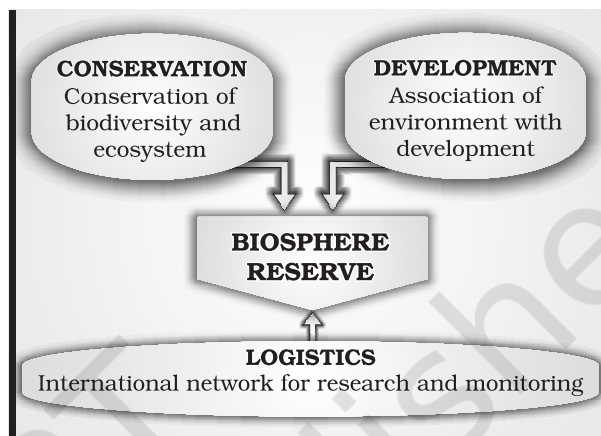 CONSERVATION
Conservation of
biodiversity and
ecosystem
DEVELOPMENT
Association of
environment with
development
BIOSPHERE
RESERVE
LOGISTICS
International network for research and monitoring